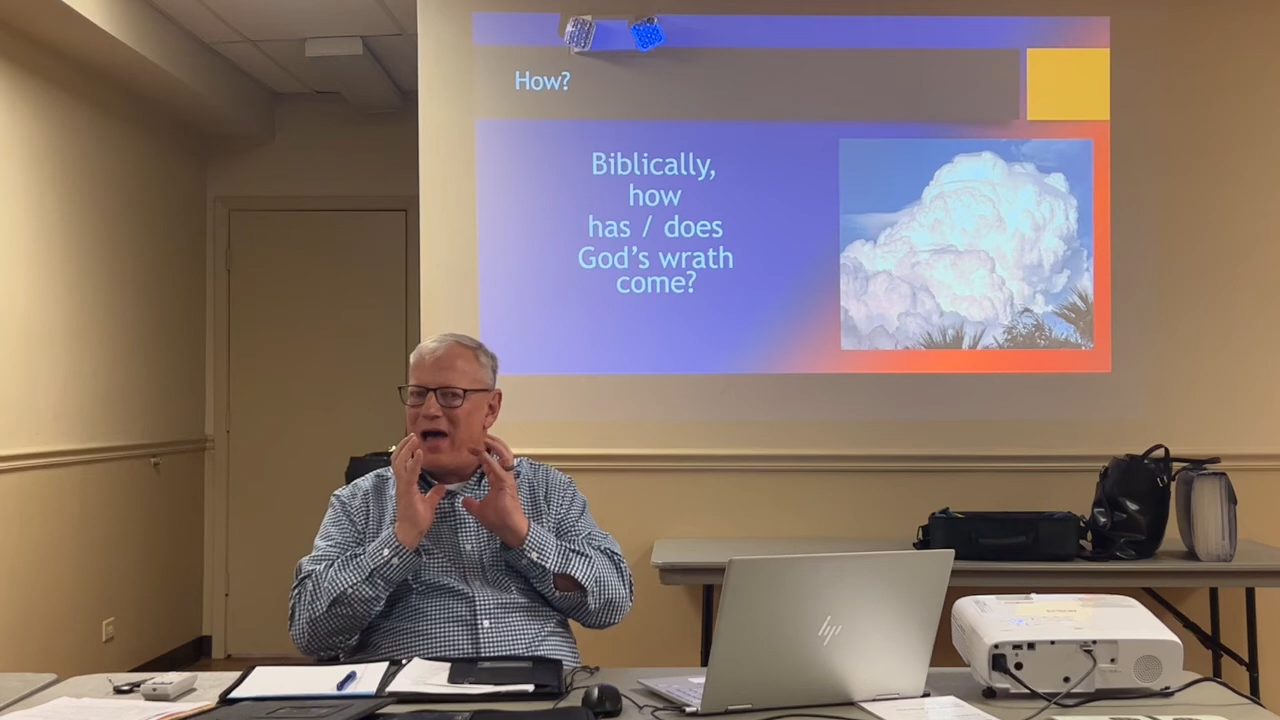 How?
Biblically,
how
has / does
God's wrath
come?
hp